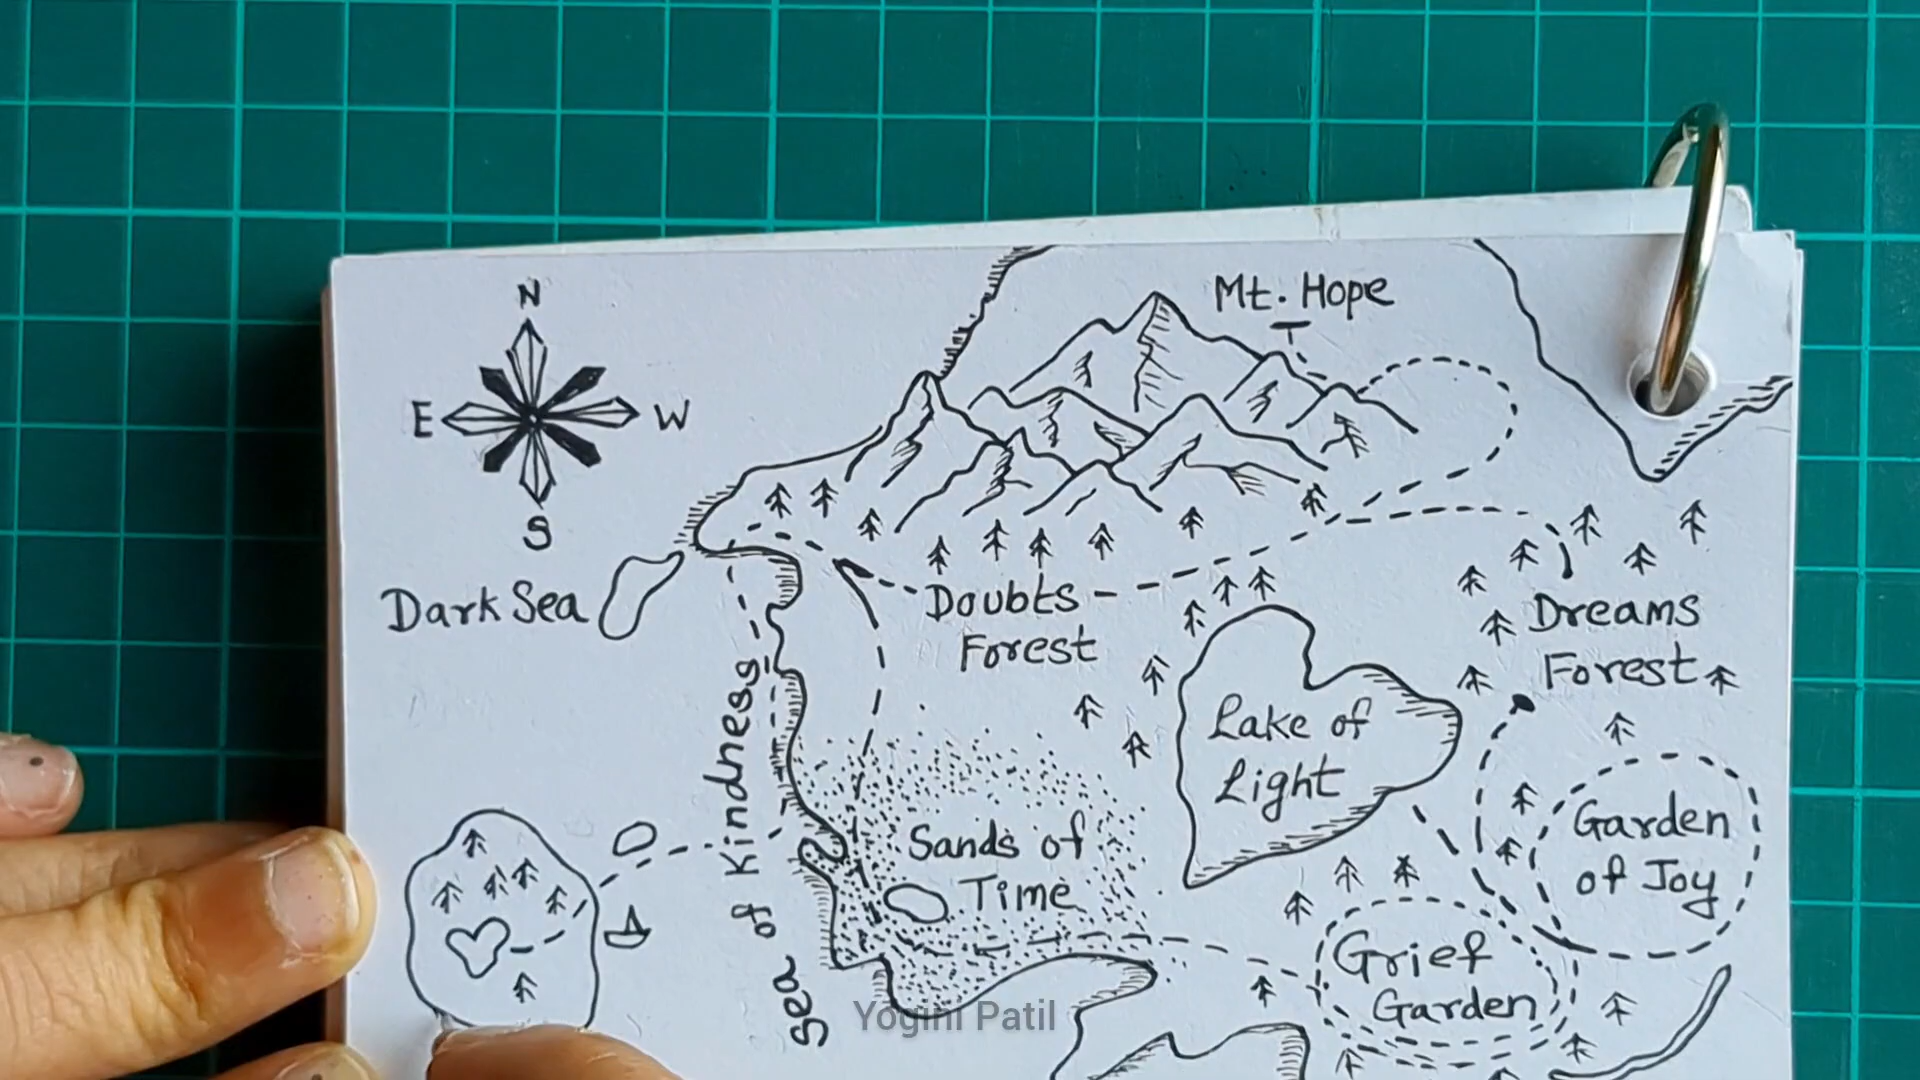 N
Mt. Hope
E
W
S
Dark Sea
Doubts
Forest
Dreams
Forest
Lake of
Light
Sea of Kindness
Sands of
Time
Garden
of Joy
Grief
Garden
Yogini Patil